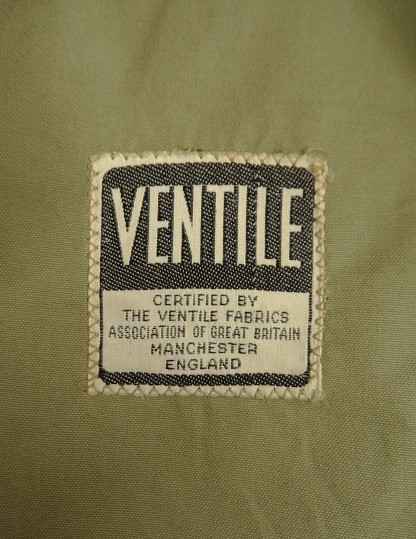 VENTILE
CERTIFIED BY
THE VENTILE FABRICS
ASSOCIATION OF GREAT BRITAIN
MANCHESTER
ENGLAND